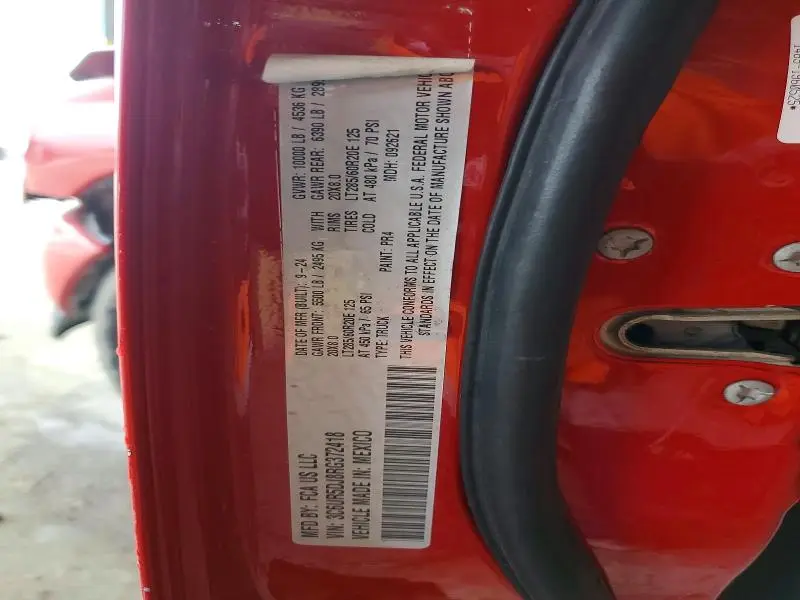 MFD BY: FCA US LLC
VIN: 3C6UR5DJ8RG372418
VEHICLE MADE IN: MEXICO
DATE OF MFR (BUILT): 9-24 GVWR: 10000 LB / 4536 KG
GAWR FRONT: 5500 LB / 2495 KG WITH GAWR REAR: 6390 LB /
20X8.0 RIMS 20X8.0
LT285/60R20E 125 TIRES LT285/60R20E 125
AT 450 kPa / 65 PSI COLD AT 480 kPa / 70 PSI
TYPE: TRUCK PAINT: PR4 MDH: 092621
THIS VEHICLE CONFORMS TO ALL APPLICABLE U.S.A. FEDERAL MOTOR VEHIC
STANDARDS IN EFFECT ON THE DATE OF MANUFACTURE SHOWN ABO